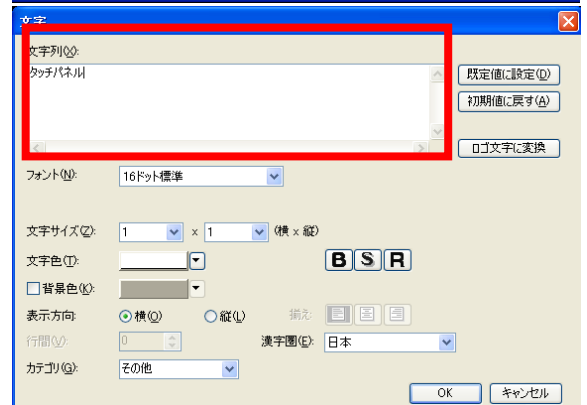 文字
文字列(X):
タッチパネル
既定値に設定(D)
初期値に戻す(A)
ロゴ文字に変換
フォント(N): 16ドット標準
文字サイズ(Z): 1 x 1 (横 x 縦)
文字色(T): B S R
背景色(K):
表示方向: 横(O) 縦(L) 揃え:
行間(V): 0 漢字圏(E): 日本
カテゴリ(G): その他
OK キャンセル